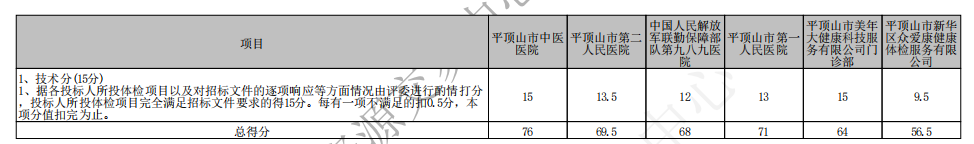 项目
平顶山市中医
医院
平顶山市第二
人民医院
中国人民解放
军联勤保障部
队第九八九医
院
平顶山市第一
人民医院
平顶山市美年
大健康科技服
务有限公司门
诊部
平顶山市新华
区众爱康健康
体检服务有限
公司
1、技术分(15分)
1、据各投标人所投体检项目以及对招标文件的逐项响应等方面情况由评委进行酌情打分
，投标人所投体检项目完全满足招标文件要求的得15分。每有一项不满足的扣0.5分，本
项分值扣完为止。
15 13.5 12 13 15 9.5
总得分 76 69.5 68 71 64 56.5